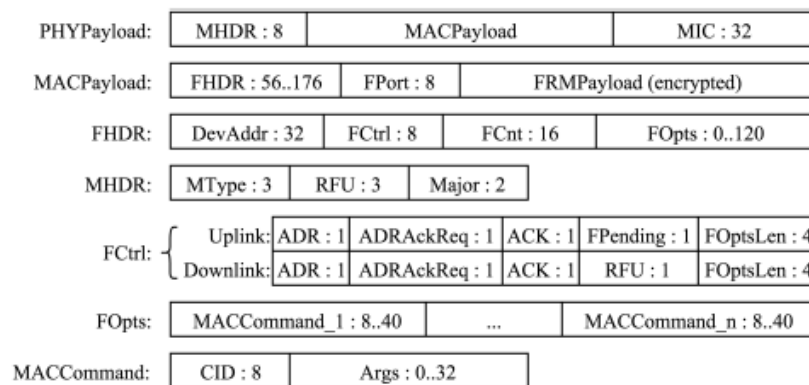 PHYPayload: MHDR : 8 MACPayload MIC : 32
MACPayload: FHDR : 56..176 FPort : 8 FRMPayload (encrypted)
FHDR: DevAddr : 32 FCtrl : 8 FCnt : 16 FOpts : 0..120
MHDR: MType : 3 RFU : 3 Major : 2
FCtrl: Uplink: ADR : 1 ADRAckReq : 1 ACK : 1 FPending : 1 FOptsLen : 4
Downlink: ADR : 1 ADRAckReq : 1 ACK : 1 RFU : 1 FOptsLen : 4
FOpts: MACCommand_1 : 8..40 ... MACCommand_n : 8..40
MACCommand: CID : 8 Args : 0..32